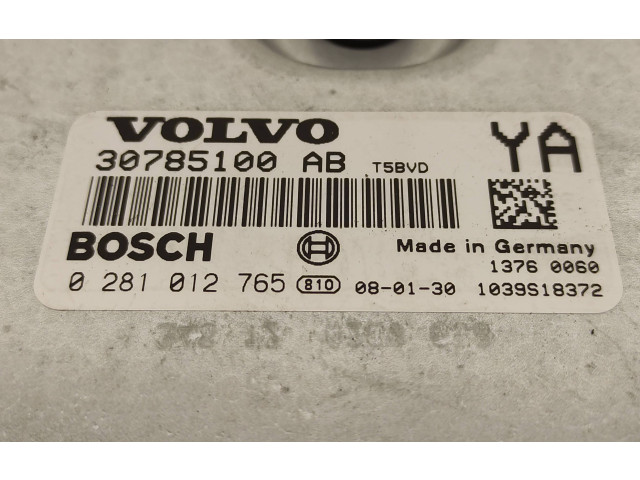 VOLVO
30785100 AB T5BVD
YA
BOSCH
Made in Germany
1376 0060
0 281 012 765 810 08-01-30 1039S18372